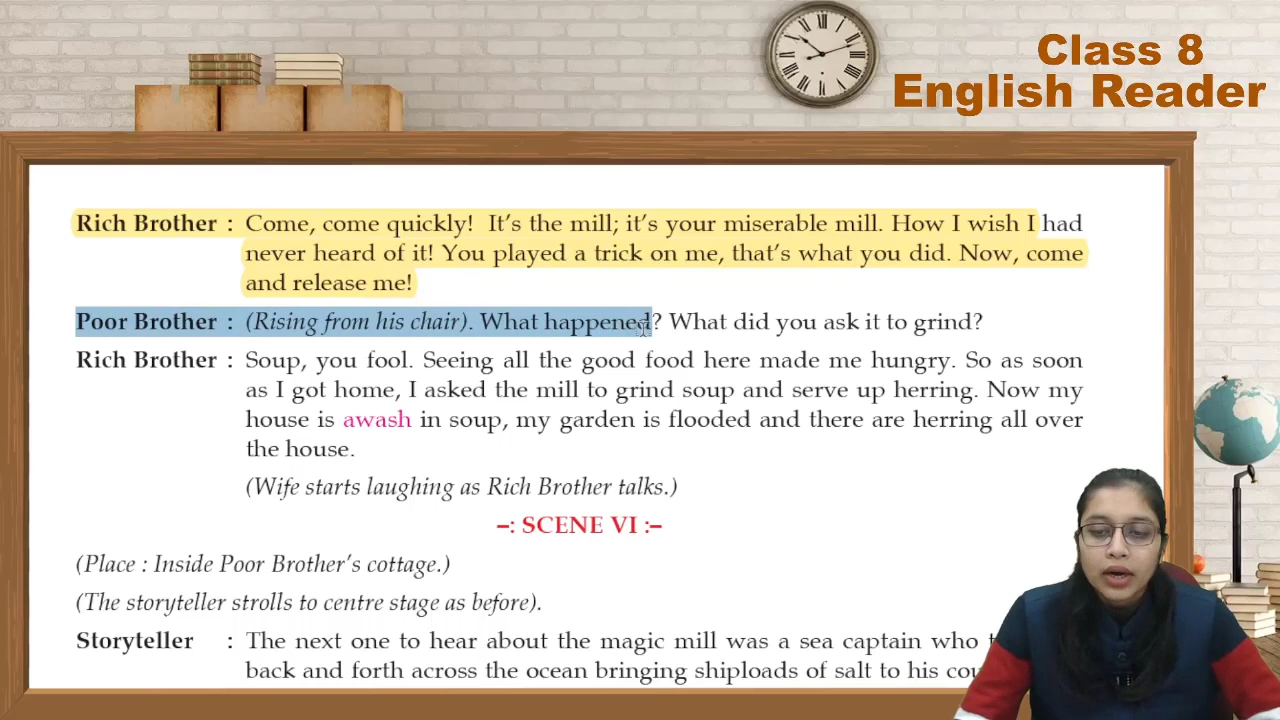 Class 8
English Reader
Rich Brother : Come, come quickly! It's the mill; it's your miserable mill. How I wish I had
never heard of it! You played a trick on me, that's what you did. Now, come
and release me!
Poor Brother : (Rising from his chair). What happened? What did you ask it to grind?
Rich Brother : Soup, you fool. Seeing all the good food here made me hungry. So as soon
as I got home, I asked the mill to grind soup and serve up herring. Now my
house is awash in soup, my garden is flooded and there are herring all over
the house.
(Wife starts laughing as Rich Brother talks.)
–: SCENE VI :–
(Place : Inside Poor Brother's cottage.)
(The storyteller strolls to centre stage as before).
Storyteller : The next one to hear about the magic mill was a sea captain who
back and forth across the ocean bringing shiploads of salt to his